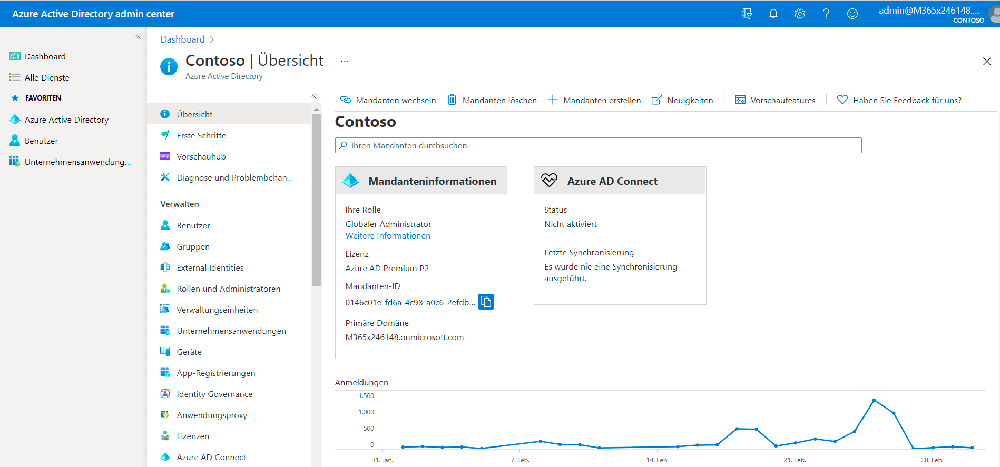 Azure Active Directory admin center
admin@M365x246148....
CONTOSO
Dashboard
Alle Dienste
FAVORITEN
Azure Active Directory
Benutzer
Unternehmensanwendung...
Dashboard
Contoso | Übersicht
...
Azure Active Directory
Übersicht
Erste Schritte
Vorschauhub
Diagnose und Problembehan...
Verwalten
Benutzer
Gruppen
External Identities
Rollen und Administratoren
Verwaltungseinheiten
Unternehmensanwendungen
Geräte
App-Registrierungen
Identity Governance
Anwendungsproxy
Lizenzen
Azure AD Connect
Mandanten wechseln
Mandanten löschen
Mandanten erstellen
Neuigkeiten
Vorschaufeatures
Haben Sie Feedback für uns?
Contoso
Ihren Mandanten durchsuchen
Mandanteninformationen
Ihre Rolle
Globaler Administrator
Weitere Informationen
Lizenz
Azure AD Premium P2
Mandanten-ID
0146c01e-fd6a-4c98-a0c6-2efdb...
Primäre Domäne
M365x246148.onmicrosoft.com
Azure AD Connect
Status
Nicht aktiviert
Letzte Synchronisierung
Es wurde nie eine Synchronisierung
ausgeführt.
Anmeldungen
1.500
1.000
500
0
31. Jan.
7. Feb.
14. Feb.
21. Feb.
28. Feb.